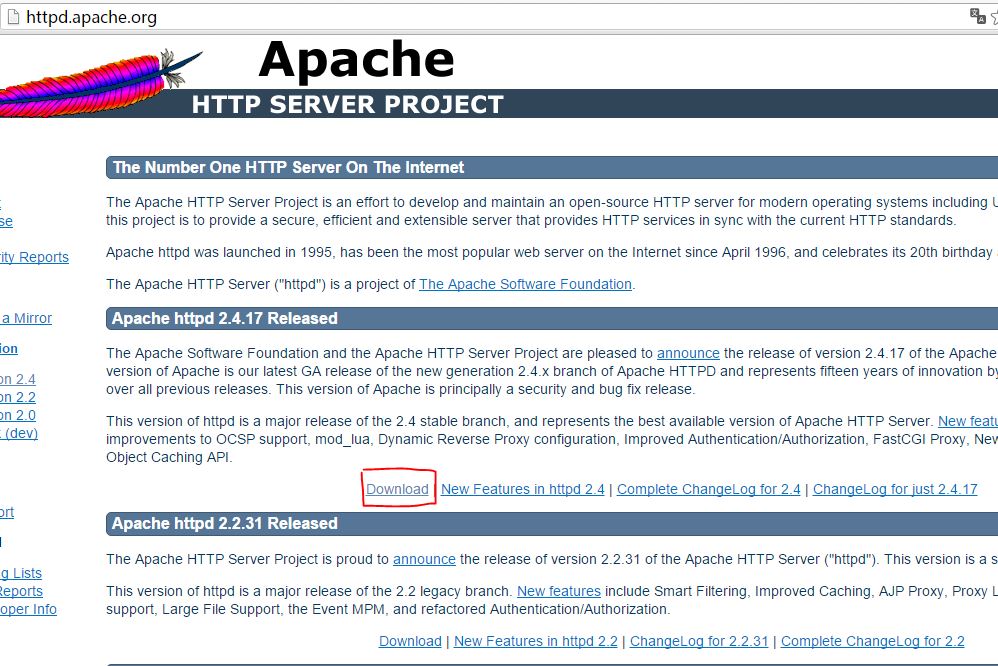 httpd.apache.org
Apache
HTTP SERVER PROJECT
The Number One HTTP Server On The Internet
The Apache HTTP Server Project is an effort to develop and maintain an open-source HTTP server for modern operating systems including
this project is to provide a secure, efficient and extensible server that provides HTTP services in sync with the current HTTP standards.
Apache httpd was launched in 1995, has been the most popular web server on the Internet since April 1996, and celebrates its 20th birthday
The Apache HTTP Server ("httpd") is a project of The Apache Software Foundation.
rity Reports
a Mirror
Apache httpd 2.4.17 Released
ion
The Apache Software Foundation and the Apache HTTP Server Project are pleased to announce the release of version 2.4.17 of the Apache
version of Apache is our latest GA release of the new generation 2.4.x branch of Apache HTTPD and represents fifteen years of innovation by
over all previous releases. This version of Apache is principally a security and bug fix release.
on 2.4
on 2.2
on 2.0
(dev)
This version of httpd is a major release of the 2.4 stable branch, and represents the best available version of Apache HTTP Server. New featu
improvements to OCSP support, mod_lua, Dynamic Reverse Proxy configuration, Improved Authentication/Authorization, FastCGI Proxy, New
Object Caching API.
Download | New Features in httpd 2.4 | Complete ChangeLog for 2.4 | ChangeLog for just 2.4.17
ort
Apache httpd 2.2.31 Released
The Apache HTTP Server Project is proud to announce the release of version 2.2.31 of the Apache HTTP Server ("httpd"). This version is a s
g Lists
Reports
oper Info
This version of httpd is a major release of the 2.2 legacy branch. New features include Smart Filtering, Improved Caching, AJP Proxy, Proxy L
support, Large File Support, the Event MPM, and refactored Authentication/Authorization.
Download | New Features in httpd 2.2 | ChangeLog for 2.2.31 | Complete ChangeLog for 2.2